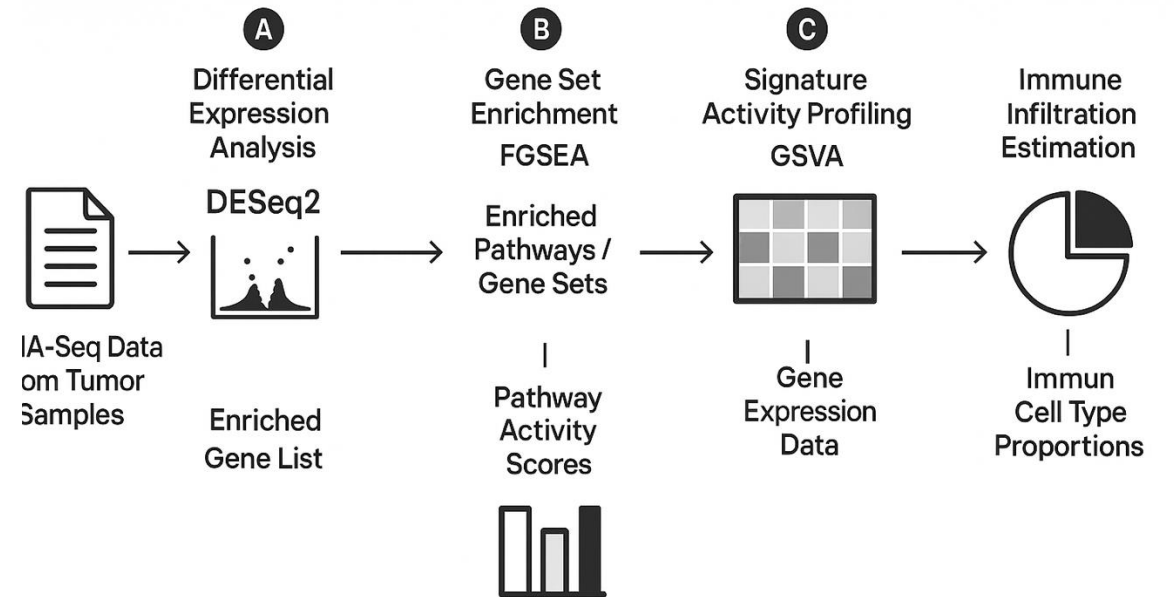 A
Differential
Expression
Analysis
DESeq2
Enriched
Gene List
B
Gene Set
Enrichment
FGSEA
Enriched
Pathways /
Gene Sets
Pathway
Activity
Scores
C
Signature
Activity Profiling
GSVA
Gene
Expression
Data
Immune
Infiltration
Estimation
Immun
Cell Type
Proportions
IA-Seq Data
om Tumor
Samples